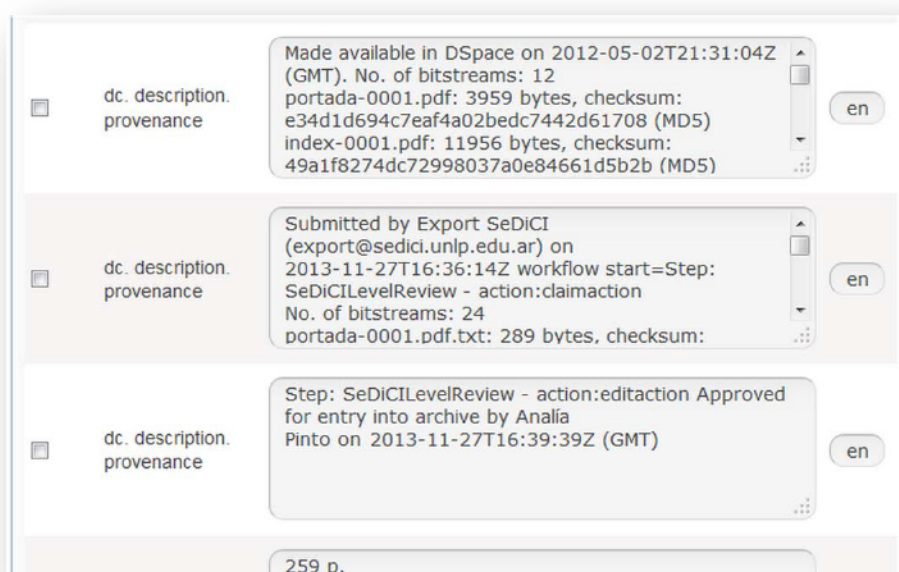 Made available in DSpace on 2012-05-02T21:31:04Z
(GMT). No. of bitstreams: 12
dc. description.
provenance
portada-0001.pdf: 3959 bytes, checksum:
e34d1d694c7eaf4a02bedc7442d61708 (MD5)
index-0001.pdf: 11956 bytes, checksum:
49a1f8274dc72998037a0e84661d5b2b (MD5)
en
Submitted by Export SeDiCI
(export@sedici.unlp.edu.ar) on
dc. description.
provenance
2013-11-27T16:36:14Z workflow start=Step:
SeDiCILevelReview - action:claimaction
No. of bitstreams: 24
portada-0001.pdf.txt: 289 bytes, checksum:
en
Step: SeDiCILevelReview - action:editaction Approved
for entry into archive by Analía
Pinto on 2013-11-27T16:39:39Z (GMT)
dc. description.
provenance
en
259 p.